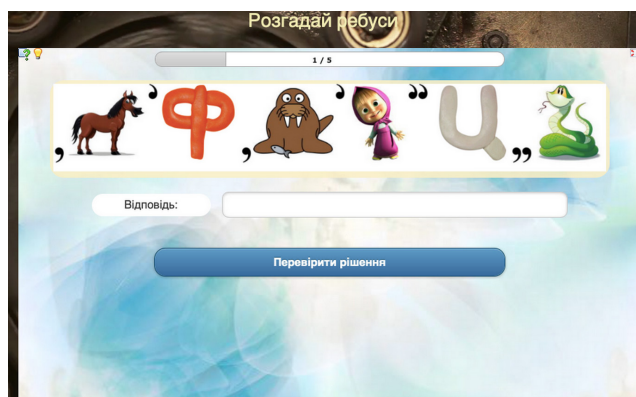 Розгадай ребуси
1 / 5
, ’ Ф , ’ ” Ц „
Відповідь:
Перевірити рішення